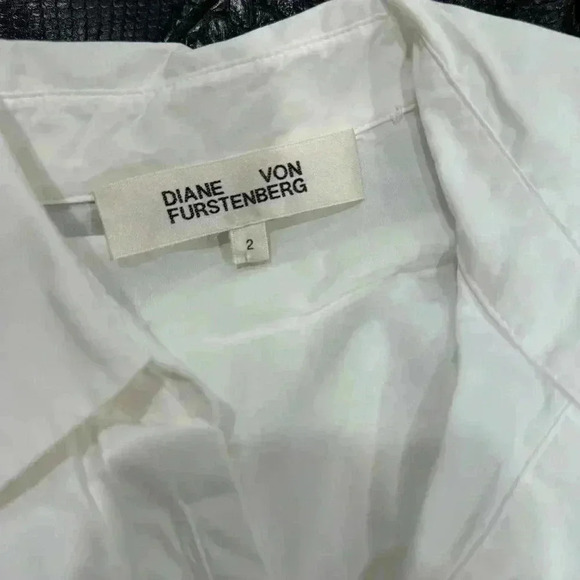 DIANE VON
FURSTENBERG
2